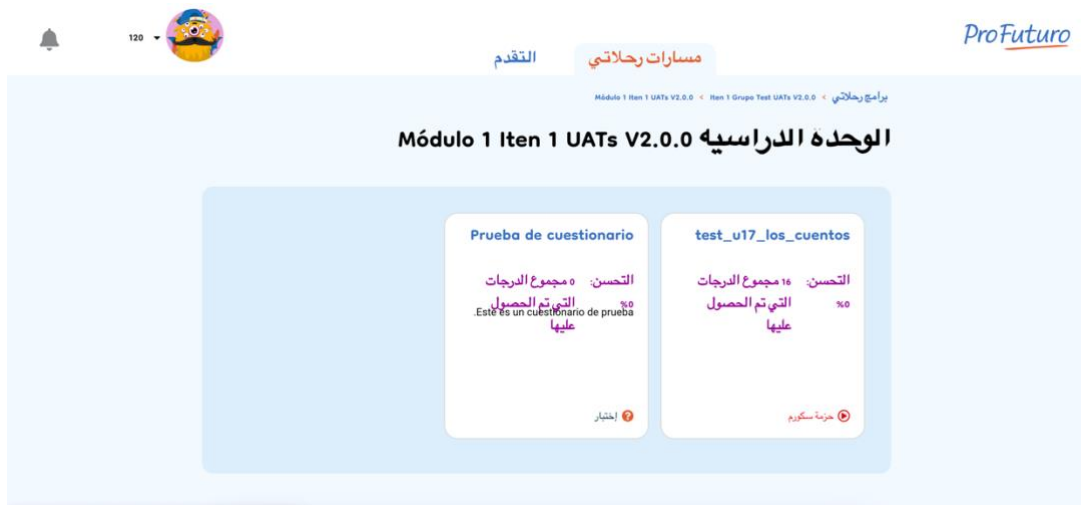 ProFuturo
120
مسارات رحلاتي
التقدم
برامج رحلاتي > Iten 1 Grupo Test UATs V2.0.0 > Módulo 1 Iten 1 UATs V2.0.0
الوحدة الدراسيه Módulo 1 Iten 1 UATs V2.0.0
test_u17_los_cuentos
التحسن: 16 مجموع الدرجات
%0 التي تم الحصول
عليها
حزمة سكورم
Prueba de cuestionario
التحسن: 0 مجموع الدرجات
%0 التي تم الحصول
Este es un cuestionario de prueba.
عليها
إختبار